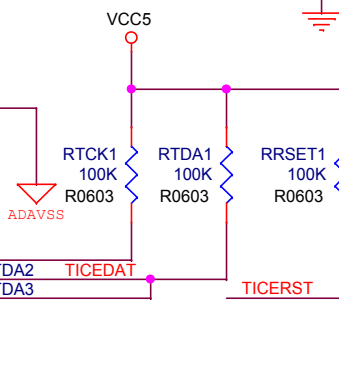 VCC5
RTCK1
100K
R0603
RTDA1
100K
R0603
RRSET1
100K
R0603
ADAVSS
TDA2
TICEDAT
TDA3
TICERST